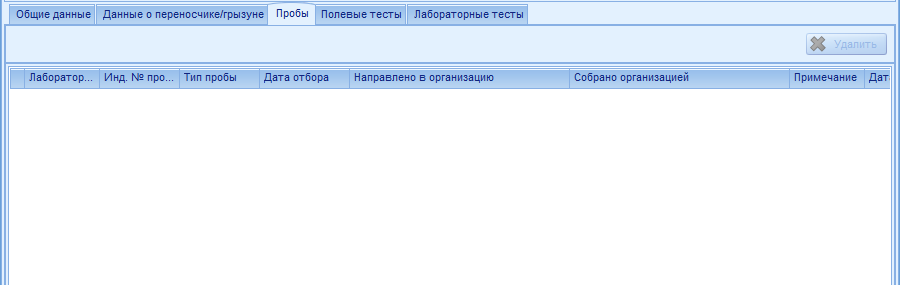 Общие данные Данные о переносчике/грызуне Пробы Полевые тесты Лабораторные тесты
Удалить
Лаборатор... Инд. № про... Тип пробы Дата отбора Направлено в организацию Собрано организацией Примечание Дат